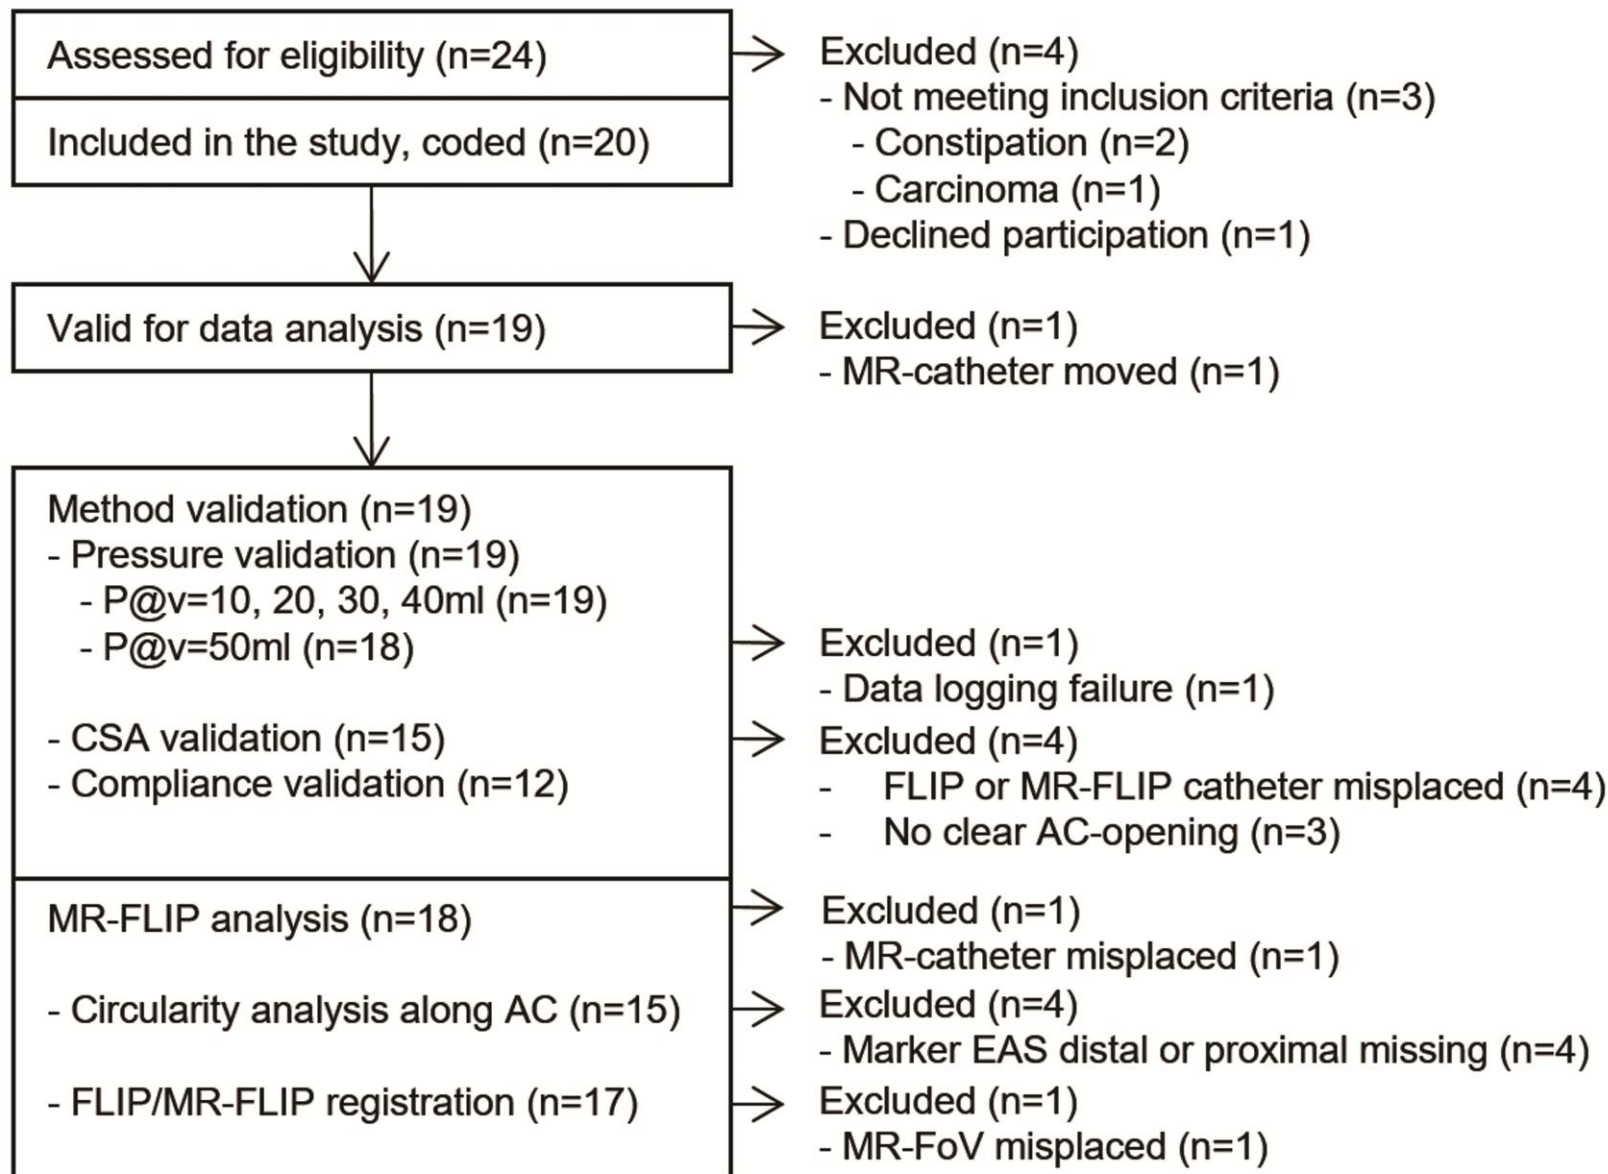 Assessed for eligibility (n=24)
Included in the study, coded (n=20)
Excluded (n=4)
- Not meeting inclusion criteria (n=3)
- Constipation (n=2)
- Carcinoma (n=1)
- Declined participation (n=1)
Valid for data analysis (n=19)
Excluded (n=1)
- MR-catheter moved (n=1)
Method validation (n=19)
- Pressure validation (n=19)
- P@v=10, 20, 30, 40ml (n=19)
- P@v=50ml (n=18)
Excluded (n=1)
- Data logging failure (n=1)
- CSA validation (n=15)
- Compliance validation (n=12)
Excluded (n=4)
- FLIP or MR-FLIP catheter misplaced (n=4)
- No clear AC-opening (n=3)
MR-FLIP analysis (n=18)
Excluded (n=1)
- MR-catheter misplaced (n=1)
- Circularity analysis along AC (n=15)
Excluded (n=4)
- Marker EAS distal or proximal missing (n=4)
- FLIP/MR-FLIP registration (n=17)
Excluded (n=1)
- MR-FoV misplaced (n=1)